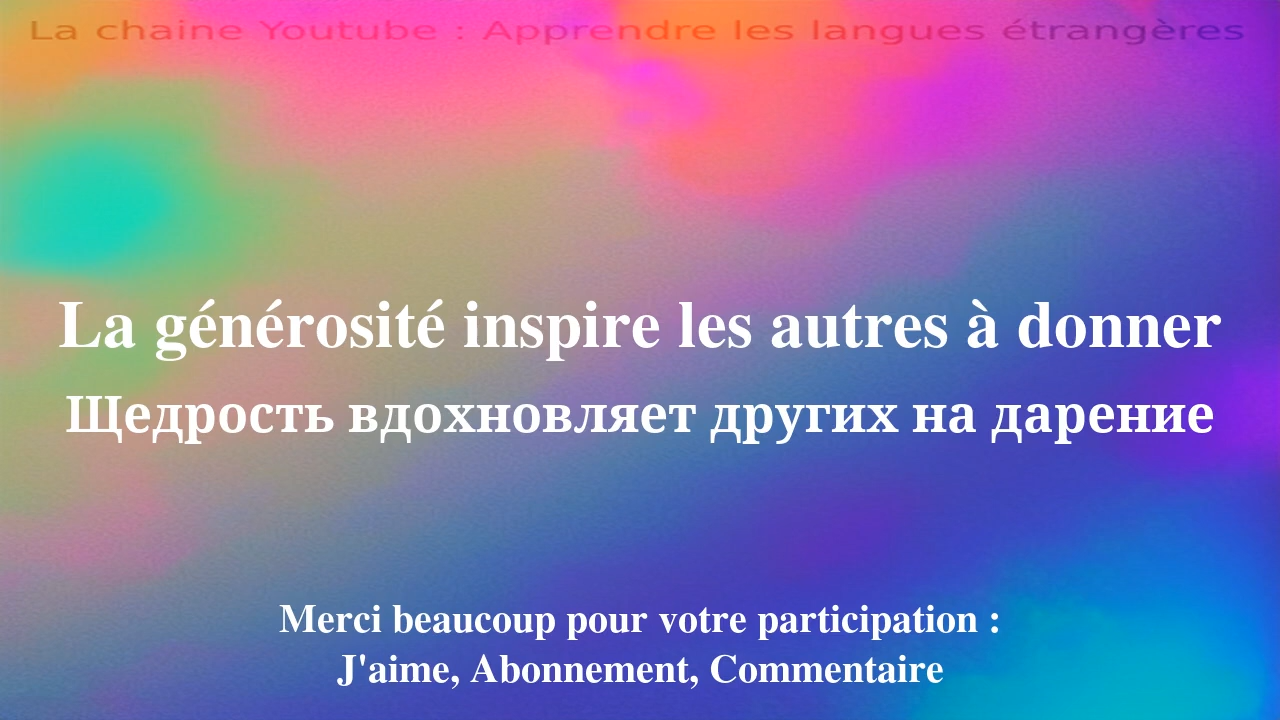 La chaine Youtube : Apprendre les langues étrangères
La générosité inspire les autres à donner
Щедрость вдохновляет других на дарение
Merci beaucoup pour votre participation :
J'aime, Abonnement, Commentaire